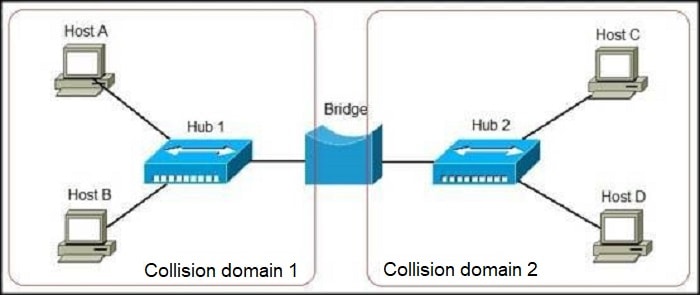 Host A
Host C
Bridge
Hub 1
Hub 2
Host B
Host D
Collision domain 1
Collision domain 2